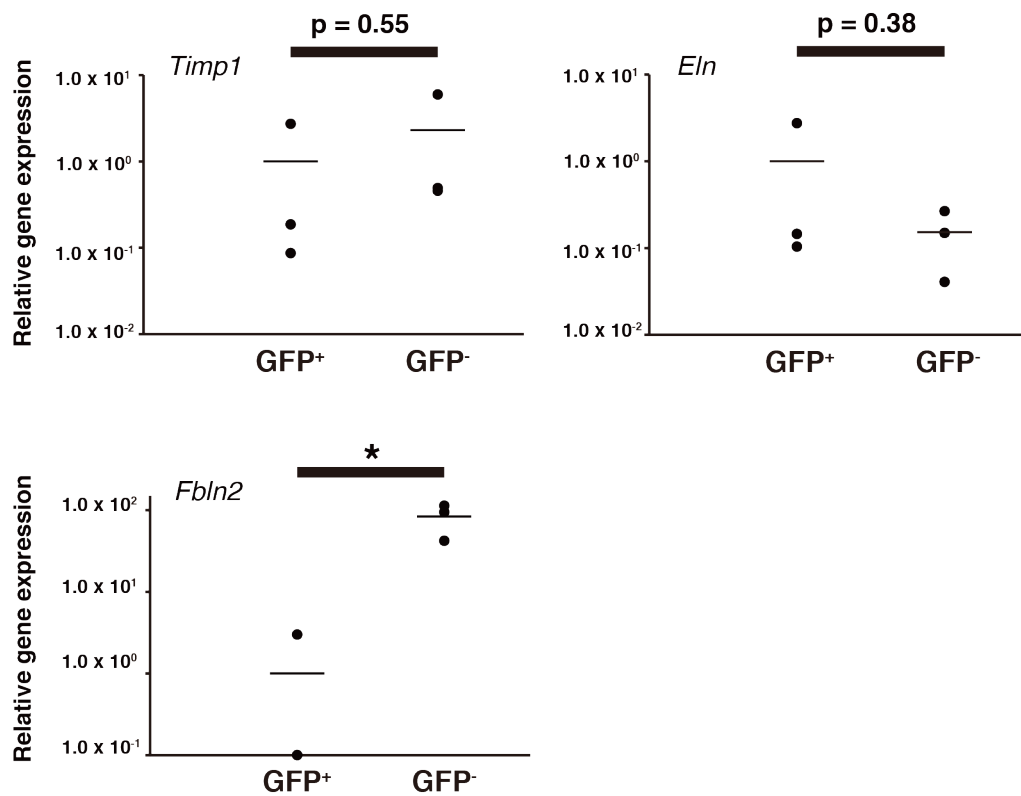 p = 0.55
Timp1
Relative gene expression
1.0 x 10¹
1.0 x 10⁰
1.0 x 10⁻¹
1.0 x 10⁻²
GFP⁺ GFP⁻
p = 0.38
Eln
1.0 x 10¹
1.0 x 10⁰
1.0 x 10⁻¹
1.0 x 10⁻²
GFP⁺ GFP⁻
*
Fbln2
Relative gene expression
1.0 x 10²
1.0 x 10¹
1.0 x 10⁰
1.0 x 10⁻¹
GFP⁺ GFP⁻